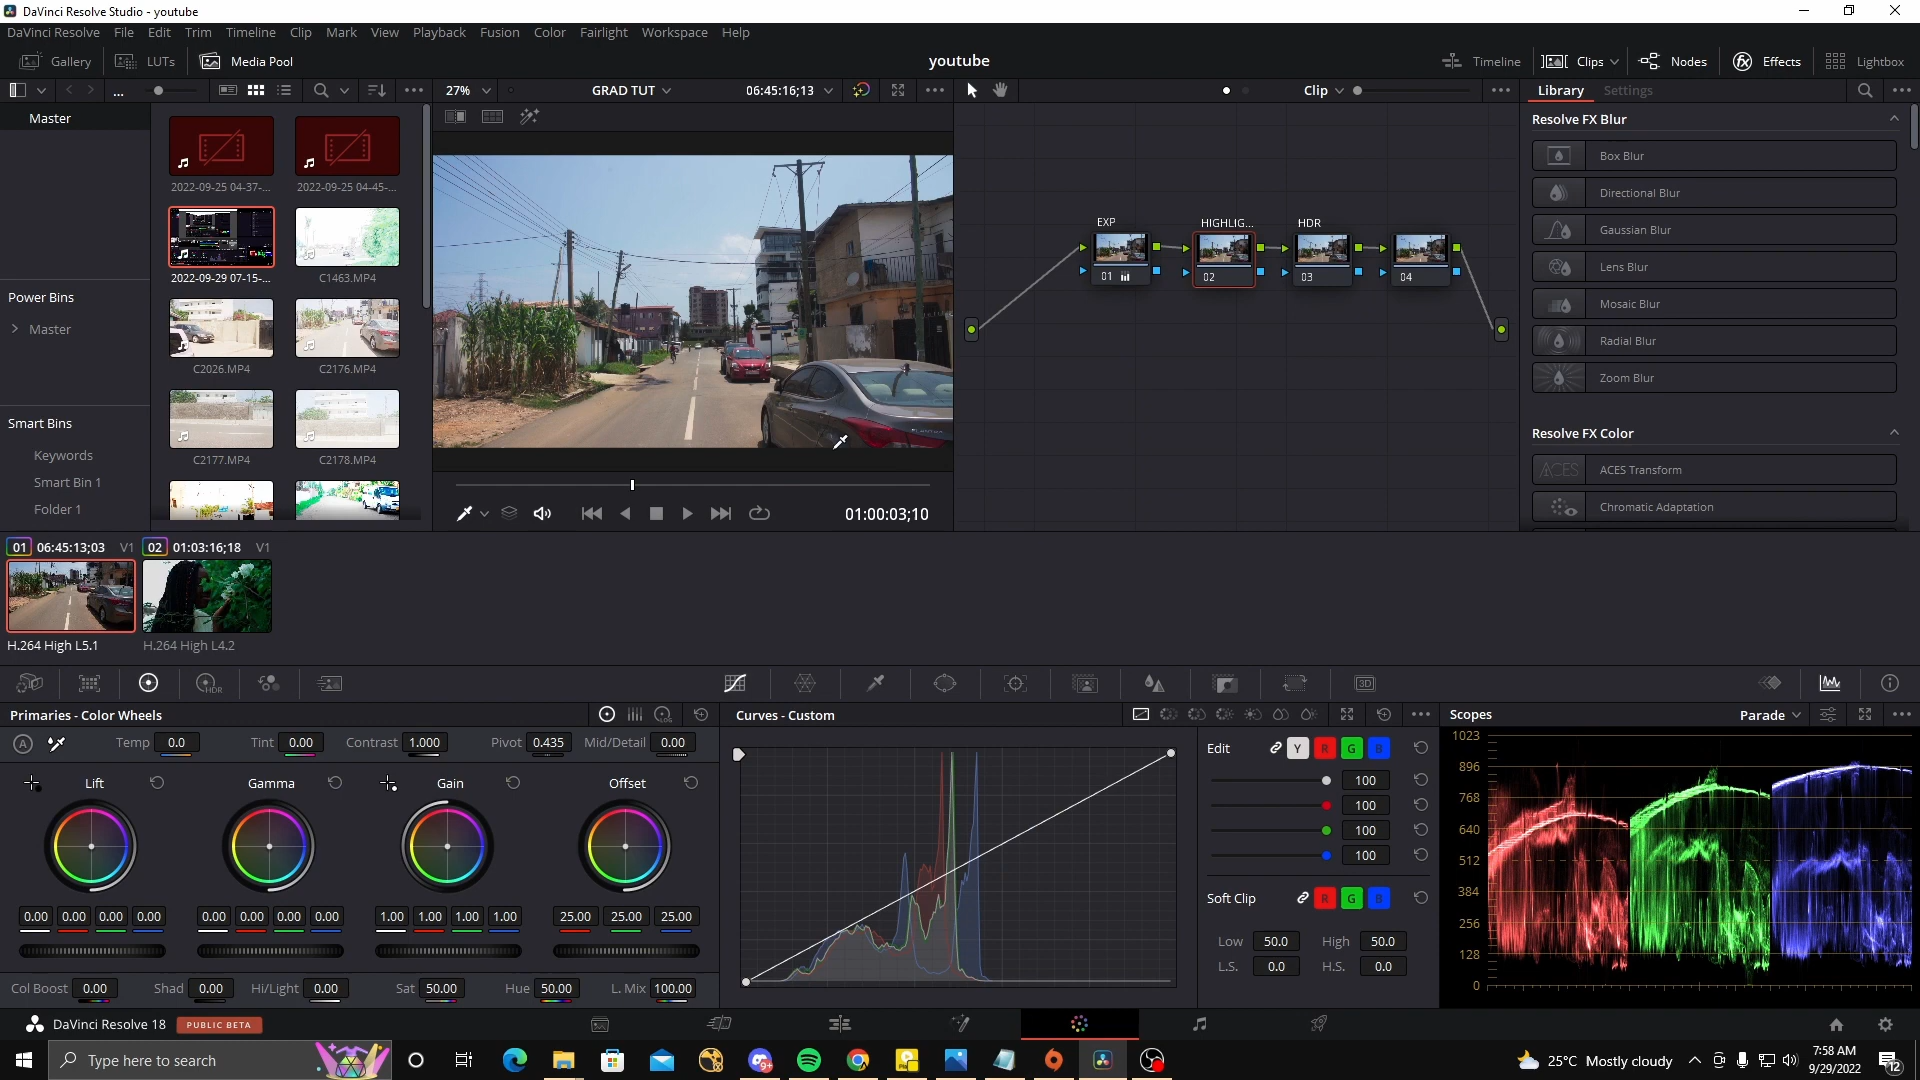 DaVinci Resolve Studio - youtube
DaVinci Resolve File Edit Trim Timeline Clip Mark View Playback Fusion Color Fairlight Workspace Help
Gallery LUTs Media Pool youtube Timeline Clips Nodes Effects Lightbox
... 27% GRAD TUT 06:45:16;13 Clip Library Settings
Master
2022-09-25 04-37-... 2022-09-25 04-45-...
2022-09-29 07-15-... C1463.MP4
C2026.MP4 C2176.MP4
C2177.MP4 C2178.MP4
Power Bins
Master
Smart Bins
Keywords
Smart Bin 1
Folder 1
01:00:03;10
EXP HIGHLIG... HDR
01 02 03 04
Resolve FX Blur
Box Blur
Directional Blur
Gaussian Blur
Lens Blur
Mosaic Blur
Radial Blur
Zoom Blur
Resolve FX Color
ACES ACES Transform
Chromatic Adaptation
01 06:45:13;03 V1 02 01:03:16;18 V1
H.264 High L5.1 H.264 High L4.2
HDR 3D
Primaries - Color Wheels LOG Curves - Custom Scopes Parade
A Temp 0.0 Tint 0.00 Contrast 1.000 Pivot 0.435 Mid/Detail 0.00
Lift Gamma Gain Offset
0.00 0.00 0.00 0.00 0.00 0.00 0.00 0.00 1.00 1.00 1.00 1.00 25.00 25.00 25.00
Col Boost 0.00 Shad 0.00 Hi/Light 0.00 Sat 50.00 Hue 50.00 L. Mix 100.00
Edit Y R G B
100
100
100
100
Soft Clip R G B
Low 50.0 High 50.0
L.S. 0.0 H.S. 0.0
1023
896
768
640
512
384
256
128
0
DaVinci Resolve 18 PUBLIC BETA
Type here to search 9+ 25°C Mostly cloudy 7:58 AM
9/29/2022 12